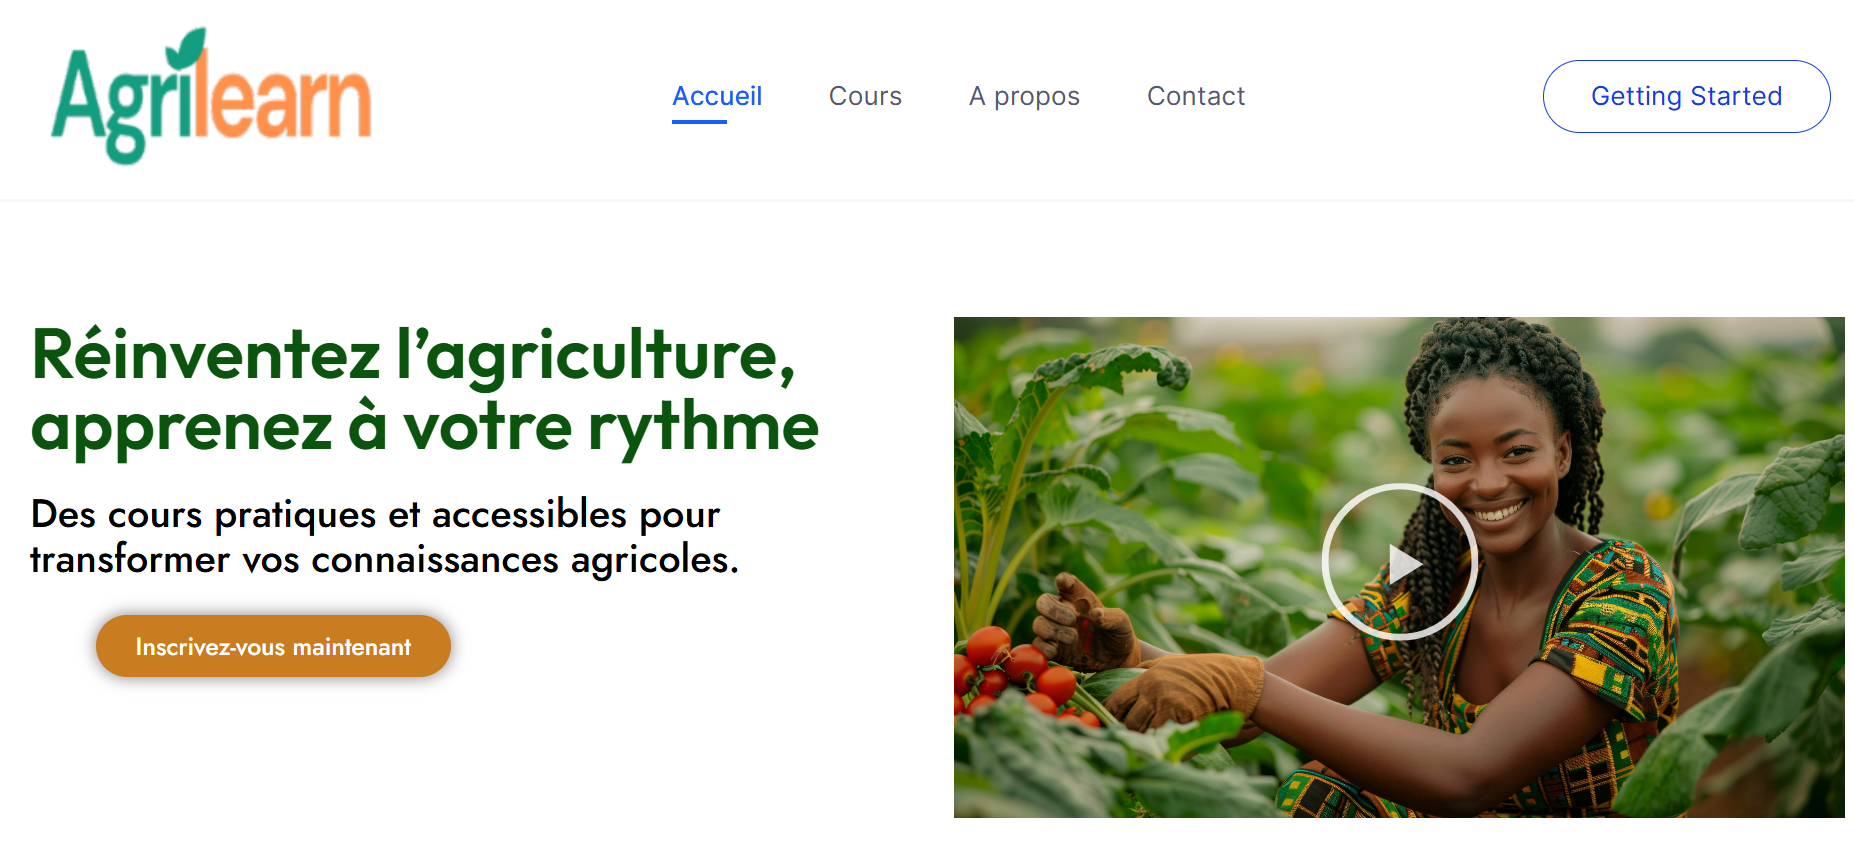 Agrilearn
Accueil
Cours
A propos
Contact
Getting Started
Réinventez l’agriculture,
apprenez à votre rythme
Des cours pratiques et accessibles pour
transformer vos connaissances agricoles.
Inscrivez-vous maintenant